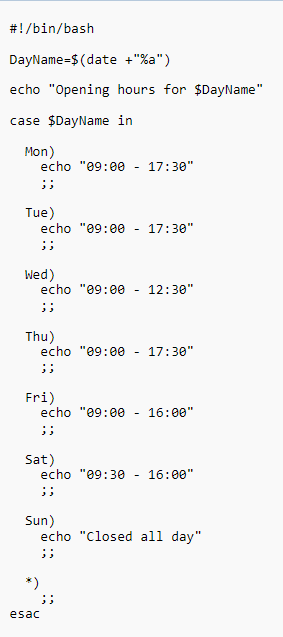 #!/bin/bash
DayName=$(date +"%a")
echo "Opening hours for $DayName"
case $DayName in
  Mon)
    echo "09:00 - 17:30"
    ;;
  Tue)
    echo "09:00 - 17:30"
    ;;
  Wed)
    echo "09:00 - 12:30"
    ;;
  Thu)
    echo "09:00 - 17:30"
    ;;
  Fri)
    echo "09:00 - 16:00"
    ;;
  Sat)
    echo "09:30 - 16:00"
    ;;
  Sun)
    echo "Closed all day"
    ;;
  *)
    ;;
esac